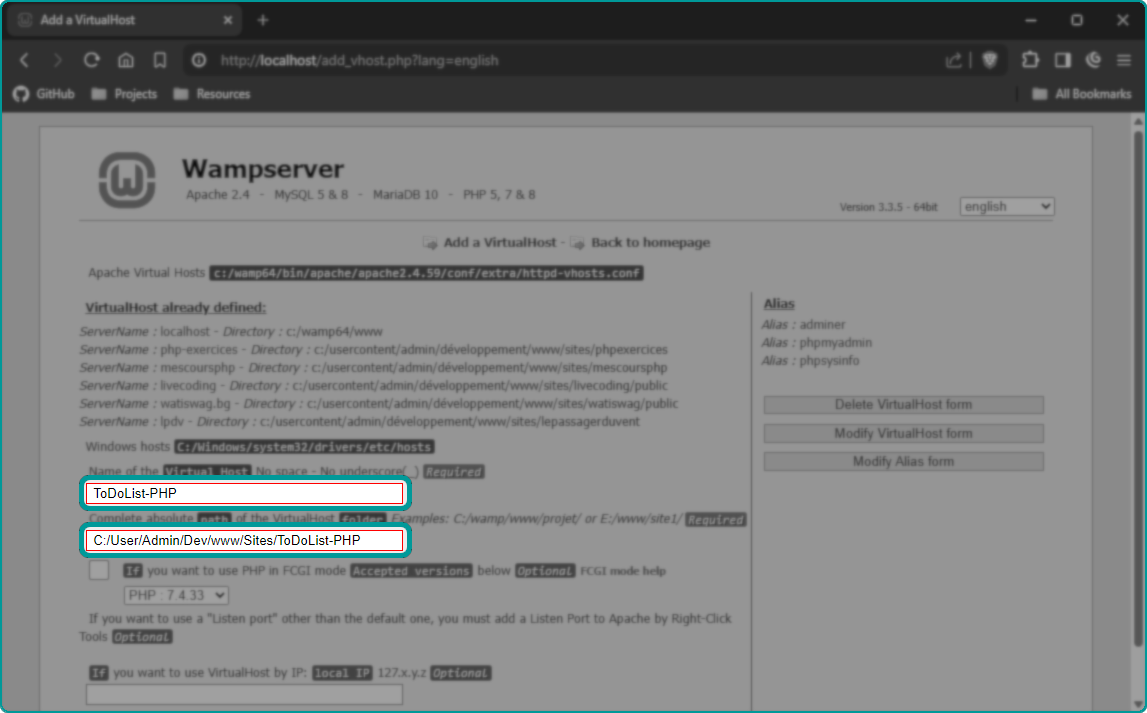 Add a VirtualHost
http://localhost/add_vhost.php?lang=english
GitHub Projects Resources All Bookmarks
Wampserver
Apache 2.4 - MySQL 5 & 8 - MariaDB 10 - PHP 5, 7 & 8
Version 3.3.5 - 64bit english
Add a VirtualHost - Back to homepage
Apache Virtual Hosts c:/wamp64/bin/apache/apache2.4.59/conf/extra/httpd-vhosts.conf
VirtualHost already defined:
ServerName : localhost - Directory : c:/wamp64/www
ServerName : php-exercices - Directory : c:/usercontent/admin/développement/www/sites/phpexercices
ServerName : mescoursphp - Directory : c:/usercontent/admin/développement/www/sites/mescoursphp
ServerName : livecoding - Directory : c:/usercontent/admin/développement/www/sites/livecoding/public
ServerName : watiswag.bg - Directory : c:/usercontent/admin/développement/www/sites/watiswag/public
ServerName : lpdv - Directory : c:/usercontent/admin/développement/www/sites/lepassagerduvent
Windows hosts C:/Windows/system32/drivers/etc/hosts
Name of the Virtual Host No space - No underscore(_) Required
ToDoList-PHP
Complete absolute path of the VirtualHost folder Examples: C:/wamp/www/projet/ or E:/www/site1/ Required
C:/User/Admin/Dev/www/Sites/ToDoList-PHP
If you want to use PHP in FCGI mode Accepted versions below Optional FCGI mode help
PHP : 7.4.33
If you want to use a "Listen port" other than the default one, you must add a Listen Port to Apache by Right-Click
Tools Optional
If you want to use VirtualHost by IP: local IP 127.x.y.z Optional
Alias
Alias : adminer
Alias : phpmyadmin
Alias : phpsysinfo
Delete VirtualHost form
Modify VirtualHost form
Modify Alias form